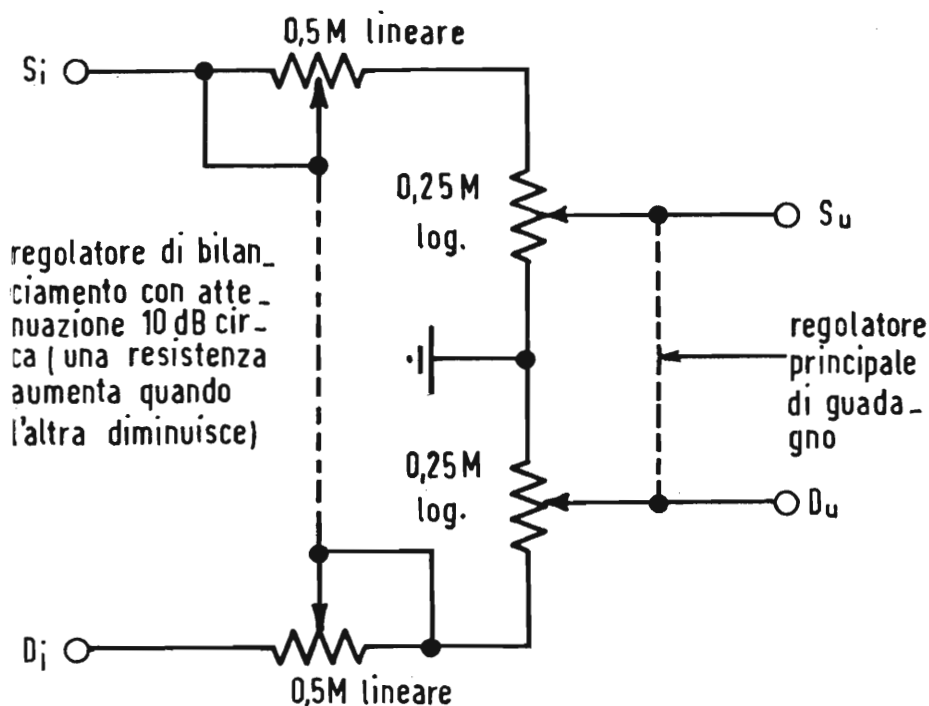 0,5M lineare
Si
0,25M
log.
Su
regolatore di bilan_
ciamento con atte_
nuazione 10 dB cir_
ca (una resistenza
aumenta quando
l'altra diminuisce)
regolatore
principale
di guada_
gno
0,25M
log.
Du
Di
0,5M lineare